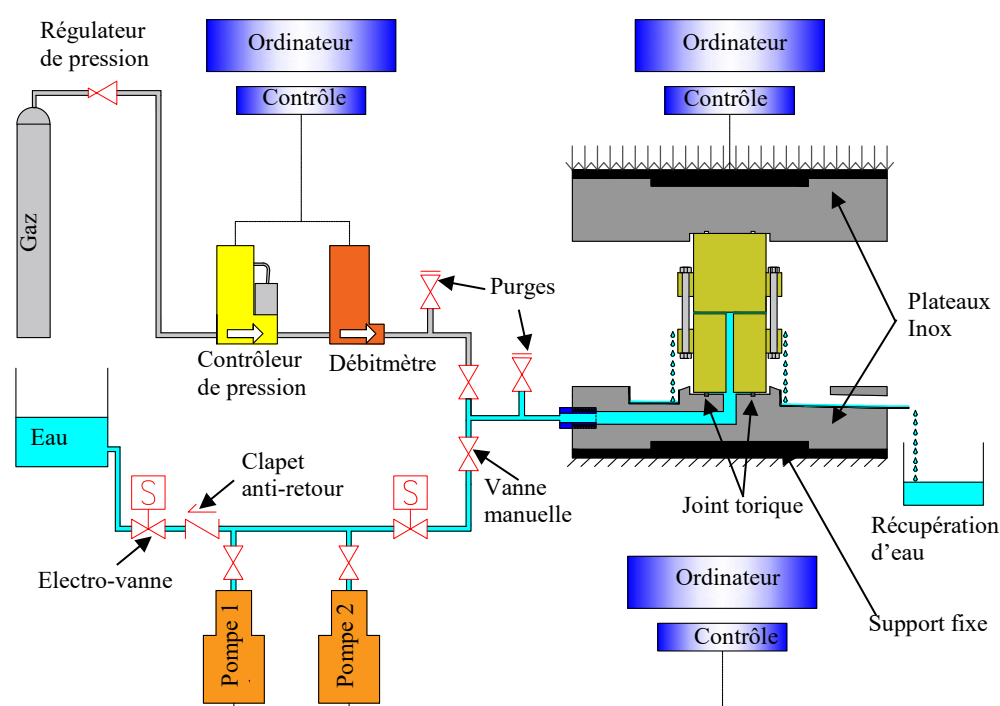 Régulateur
de pression
Ordinateur
Contrôle
Ordinateur
Contrôle
Gaz
Purges
Plateaux
Inox
Contrôleur
de pression
Débitmètre
Eau
Clapet
anti-retour
S
S
Vanne
manuelle
Joint torique
Récupération
d’eau
Electro-vanne
Ordinateur
Contrôle
Support fixe
Pompe 1
Pompe 2